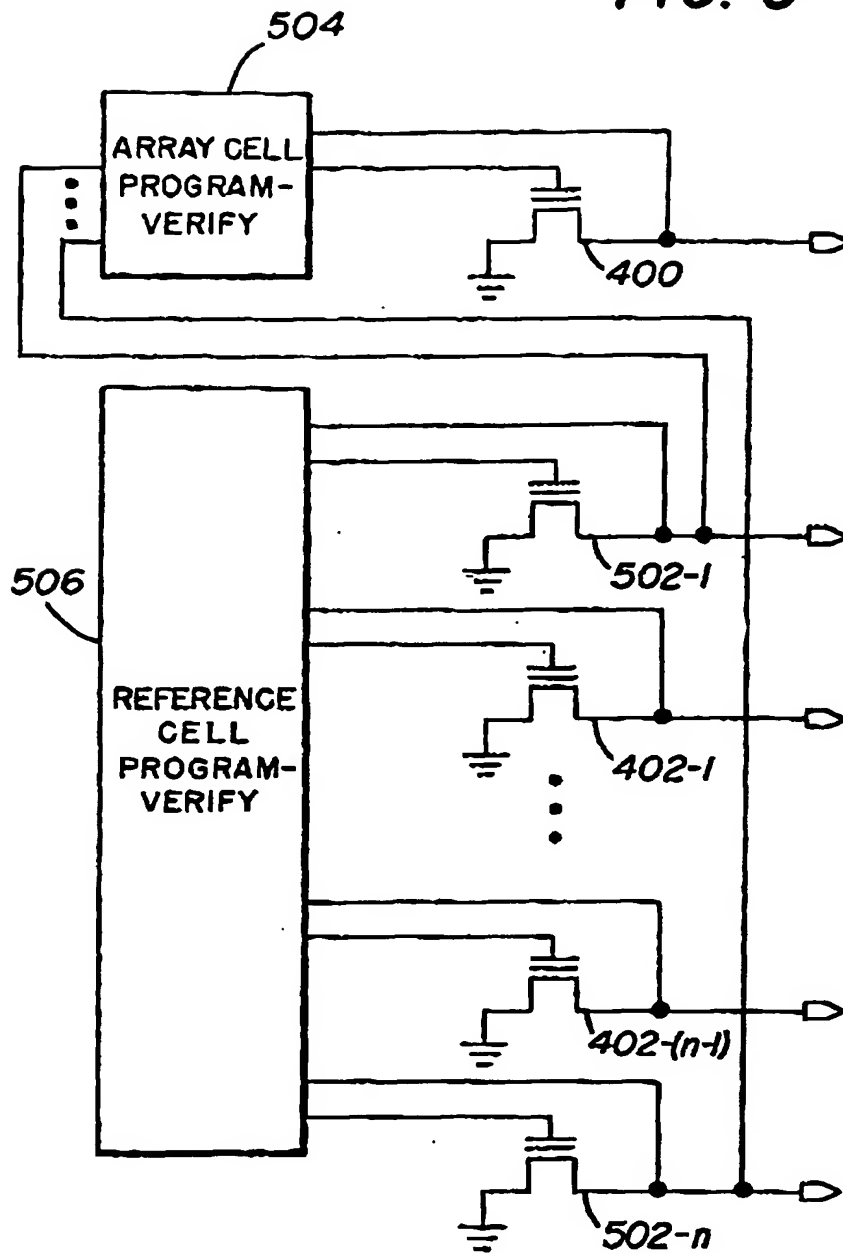 504
ARRAY CELL
PROGRAM-
VERIFY
400
502-1
506
402-1
REFERENCE
CELL
PROGRAM-
VERIFY
402-(n-1)
502-n